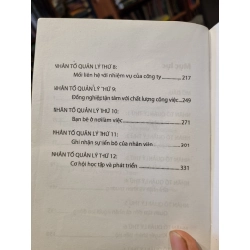 NHÂN TỐ QUẢN LÝ THỨ 8:
Mối liên hệ với nhiệm vụ của công ty 217
NHÂN TỐ QUẢN LÝ THỨ 9:
Đồng nghiệp tận tâm với chất lượng công việc 249
NHÂN TỐ QUẢN LÝ THỨ 10:
Bạn bè ở nơi làm việc 271
NHÂN TỐ QUẢN LÝ THỨ 11:
Ghi nhận sự tiến bộ của nhân viên 301
NHÂN TỐ QUẢN LÝ THỨ 12:
Cơ hội học tập và phát triển 331